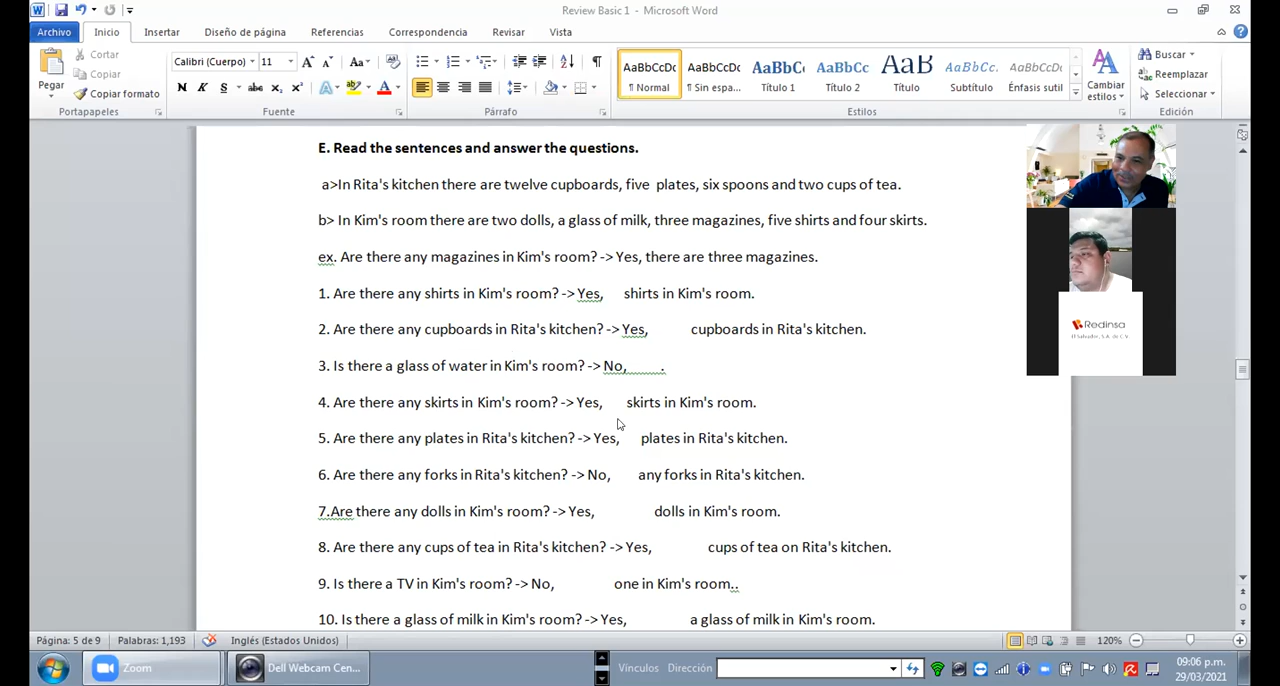 Review Basic 1 - Microsoft Word
Archivo Inicio Insertar Diseño de página Referencias Correspondencia Revisar Vista
Pegar
Cortar
Copiar
Copiar formato
Portapapeles
Calibri (Cuerpo) 11
Fuente
Párrafo
AaBbCcDc AaBbCcDc AaBbC AaBbCc AaB AaBbCc. AaBbCcDc
¶ Normal ¶ Sin espa... Título 1 Título 2 Título Subtítulo Énfasis sutil
Cambiar estilos
Estilos
Buscar
Reemplazar
Seleccionar
Edición
E. Read the sentences and answer the questions.
a>In Rita's kitchen there are twelve cupboards, five plates, six spoons and two cups of tea.
b> In Kim's room there are two dolls, a glass of milk, three magazines, five shirts and four skirts.
ex. Are there any magazines in Kim's room? -> Yes, there are three magazines.
1. Are there any shirts in Kim's room? -> Yes, shirts in Kim's room.
2. Are there any cupboards in Rita's kitchen? -> Yes, cupboards in Rita's kitchen.
3. Is there a glass of water in Kim's room? -> No, .
4. Are there any skirts in Kim's room? -> Yes, skirts in Kim's room.
5. Are there any plates in Rita's kitchen? -> Yes, plates in Rita's kitchen.
6. Are there any forks in Rita's kitchen? -> No, any forks in Rita's kitchen.
7.Are there any dolls in Kim's room? -> Yes, dolls in Kim's room.
8. Are there any cups of tea in Rita's kitchen? -> Yes, cups of tea on Rita's kitchen.
9. Is there a TV in Kim's room? -> No, one in Kim's room..
10. Is there a glass of milk in Kim's room? -> Yes, a glass of milk in Kim's room.
Redinsa
El Salvador, S.A. de C.V.
Página: 5 de 9 Palabras: 1,193 Inglés (Estados Unidos) 120%
Zoom Dell Webcam Cen... Vínculos Dirección
09:06 p.m.
29/03/2021